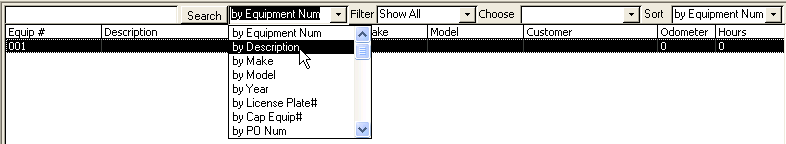 Search by Equipment Num Filter Show All Choose Sort by Equipment Num
Equip # Description ake Model Customer Odometer Hours
001 0 0
by Equipment Num
by Description
by Make
by Model
by Year
by License Plate#
by Cap Equip#
by PO Num